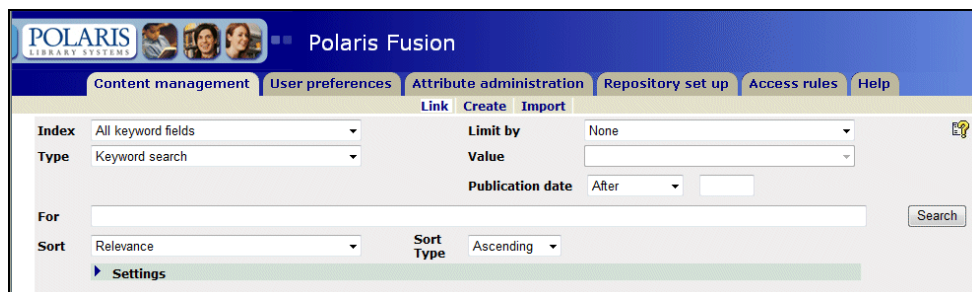 POLARIS
LIBRARY SYSTEMS
Polaris Fusion
Content management User preferences Attribute administration Repository set up Access rules Help
Link Create Import
Index All keyword fields Limit by None
Type Keyword search Value
Publication date After
For Search
Sort Relevance Sort Type Ascending
Settings